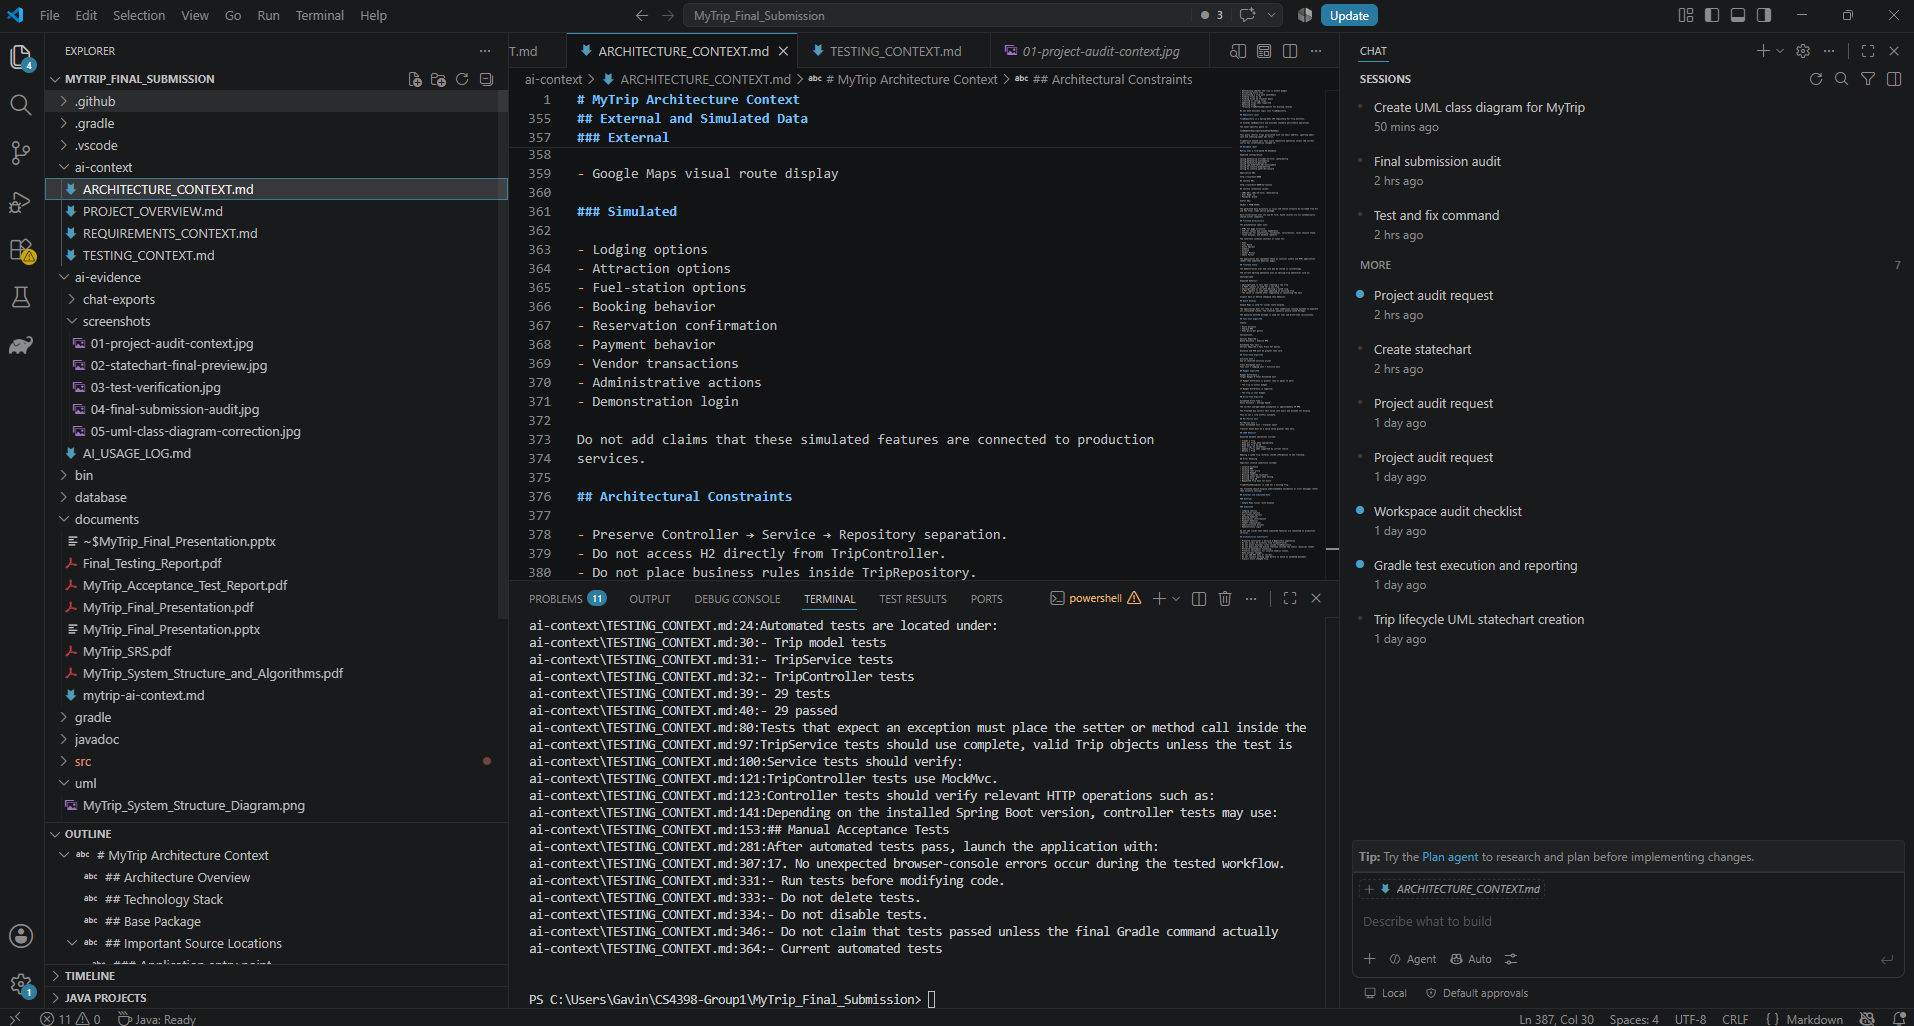 File Edit Selection View Go Run Terminal Help
MyTrip_Final_Submission
3
Update
EXPLORER
MYTRIP_FINAL_SUBMISSION
.github
.gradle
.vscode
ai-context
ARCHITECTURE_CONTEXT.md
PROJECT_OVERVIEW.md
REQUIREMENTS_CONTEXT.md
TESTING_CONTEXT.md
ai-evidence
chat-exports
screenshots
01-project-audit-context.jpg
02-statechart-final-preview.jpg
03-test-verification.jpg
04-final-submission-audit.jpg
05-uml-class-diagram-correction.jpg
AI_USAGE_LOG.md
bin
database
documents
~$MyTrip_Final_Presentation.pptx
Final_Testing_Report.pdf
MyTrip_Acceptance_Test_Report.pdf
MyTrip_Final_Presentation.pdf
MyTrip_Final_Presentation.pptx
MyTrip_SRS.pdf
MyTrip_System_Structure_and_Algorithms.pdf
mytrip-ai-context.md
gradle
javadoc
src
uml
MyTrip_System_Structure_Diagram.png
OUTLINE
abc # MyTrip Architecture Context
abc ## Architecture Overview
abc ## Technology Stack
abc ## Base Package
abc ## Important Source Locations
abc ### Application entry point
TIMELINE
JAVA PROJECTS
4
1
T.md ARCHITECTURE_CONTEXT.md TESTING_CONTEXT.md 01-project-audit-context.jpg
ai-context > ARCHITECTURE_CONTEXT.md > abc # MyTrip Architecture Context > abc ## Architectural Constraints
1 # MyTrip Architecture Context
355 ## External and Simulated Data
357 ### External
358
359 - Google Maps visual route display
360
361 ### Simulated
362
363 - Lodging options
364 - Attraction options
365 - Fuel-station options
366 - Booking behavior
367 - Reservation confirmation
368 - Payment behavior
369 - Vendor transactions
370 - Administrative actions
371 - Demonstration login
372
373 Do not add claims that these simulated features are connected to production
374 services.
375
376 ## Architectural Constraints
377
378 - Preserve Controller → Service → Repository separation.
379 - Do not access H2 directly from TripController.
380 - Do not place business rules inside TripRepository.
PROBLEMS 11 OUTPUT DEBUG CONSOLE TERMINAL TEST RESULTS PORTS powershell
ai-context\TESTING_CONTEXT.md:24:Automated tests are located under:
ai-context\TESTING_CONTEXT.md:30:- Trip model tests
ai-context\TESTING_CONTEXT.md:31:- TripService tests
ai-context\TESTING_CONTEXT.md:32:- TripController tests
ai-context\TESTING_CONTEXT.md:39:- 29 tests
ai-context\TESTING_CONTEXT.md:40:- 29 passed
ai-context\TESTING_CONTEXT.md:80:Tests that expect an exception must place the setter or method call inside the
ai-context\TESTING_CONTEXT.md:97:TripService tests should use complete, valid Trip objects unless the test is
ai-context\TESTING_CONTEXT.md:100:Service tests should verify:
ai-context\TESTING_CONTEXT.md:121:TripController tests use MockMvc.
ai-context\TESTING_CONTEXT.md:123:Controller tests should verify relevant HTTP operations such as:
ai-context\TESTING_CONTEXT.md:141:Depending on the installed Spring Boot version, controller tests may use:
ai-context\TESTING_CONTEXT.md:153:## Manual Acceptance Tests
ai-context\TESTING_CONTEXT.md:281:After automated tests pass, launch the application with:
ai-context\TESTING_CONTEXT.md:307:17. No unexpected browser-console errors occur during the tested workflow.
ai-context\TESTING_CONTEXT.md:331:- Run tests before modifying code.
ai-context\TESTING_CONTEXT.md:333:- Do not delete tests.
ai-context\TESTING_CONTEXT.md:334:- Do not disable tests.
ai-context\TESTING_CONTEXT.md:346:- Do not claim that tests passed unless the final Gradle command actually
ai-context\TESTING_CONTEXT.md:364:- Current automated tests
PS C:\Users\Gavin\CS4398-Group1\MyTrip_Final_Submission>
CHAT
SESSIONS
Create UML class diagram for MyTrip
50 mins ago
Final submission audit
2 hrs ago
Test and fix command
2 hrs ago
MORE 7
Project audit request
2 hrs ago
Create statechart
2 hrs ago
Project audit request
1 day ago
Project audit request
1 day ago
Workspace audit checklist
1 day ago
Gradle test execution and reporting
1 day ago
Trip lifecycle UML statechart creation
1 day ago
Tip: Try the Plan agent to research and plan before implementing changes.
ARCHITECTURE_CONTEXT.md
Describe what to build
Agent Auto
Local Default approvals
11 0 Java: Ready
Ln 387, Col 30 Spaces: 4 UTF-8 CRLF { } Markdown